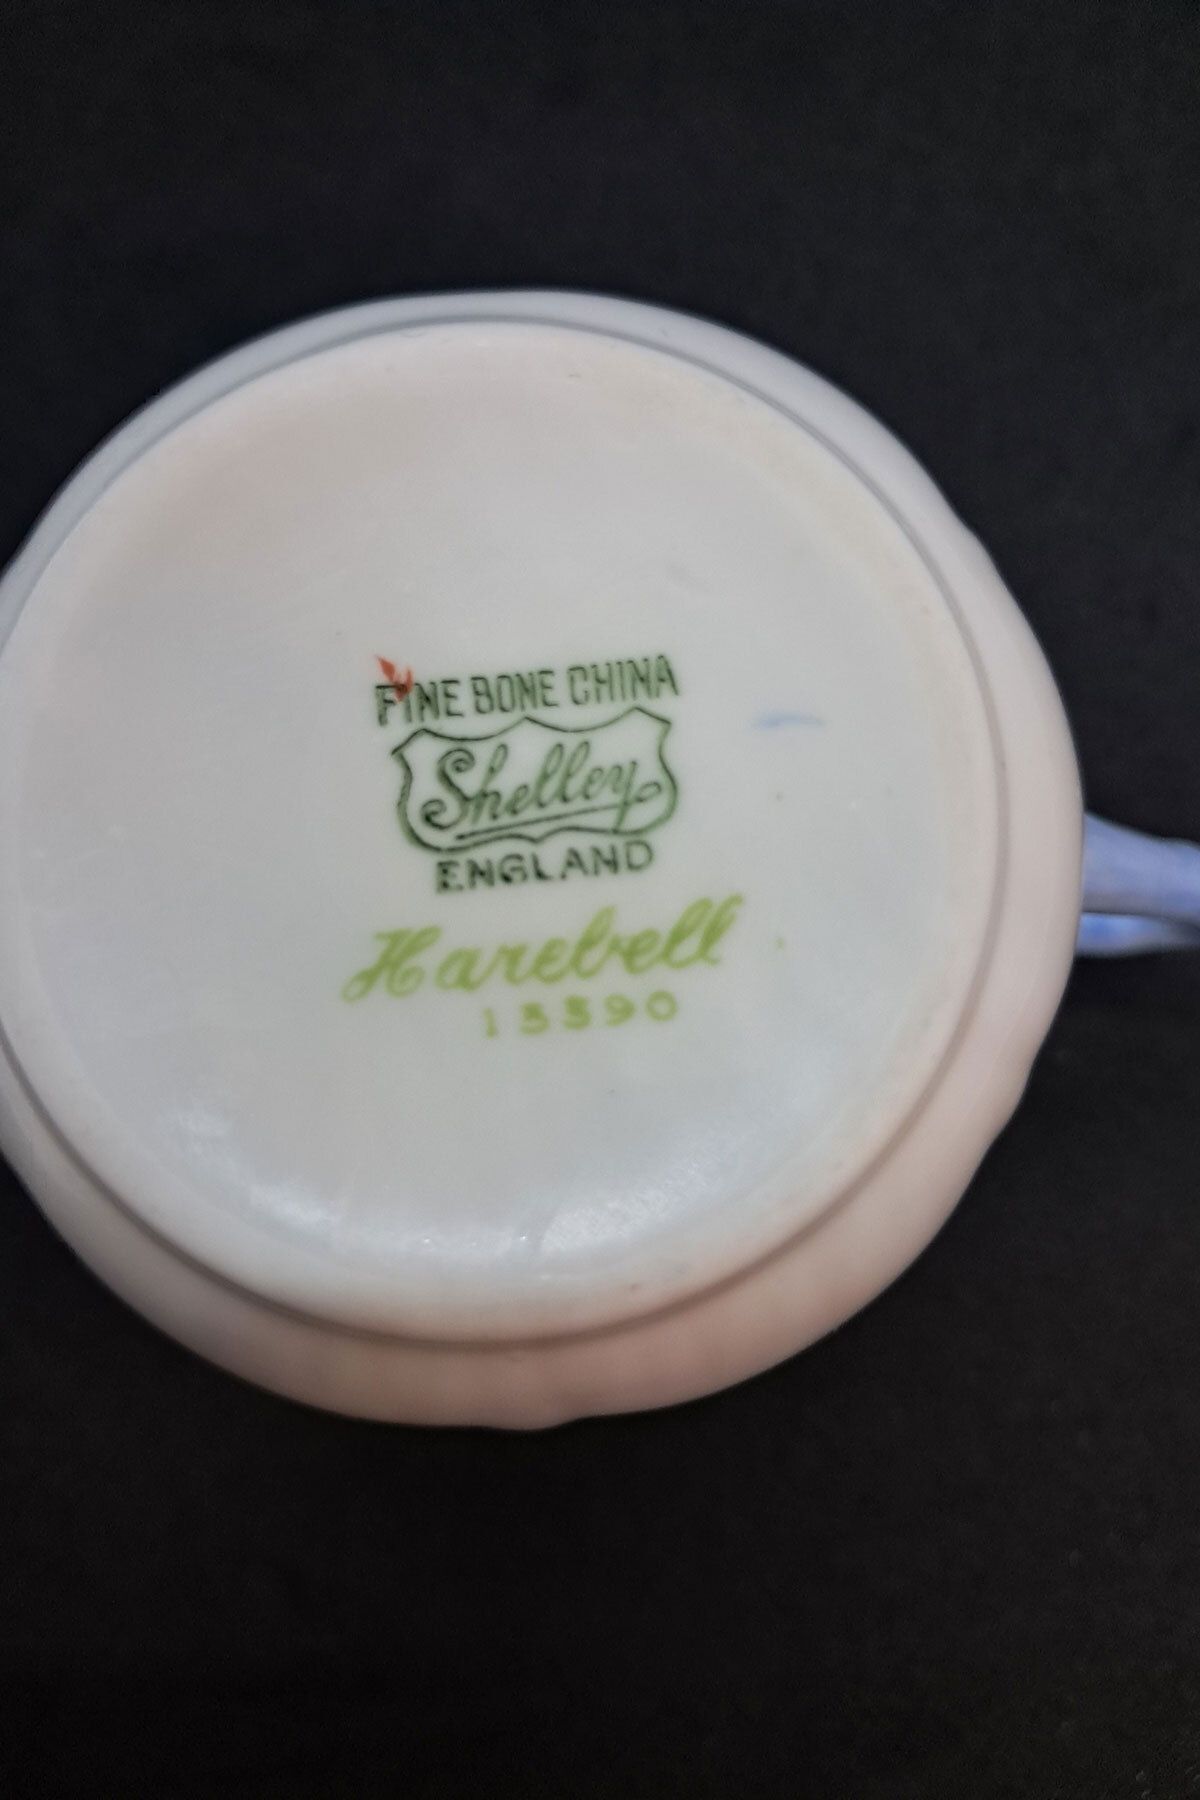 FINE BONE CHINA
Shelley
ENGLAND
Harebell
13590